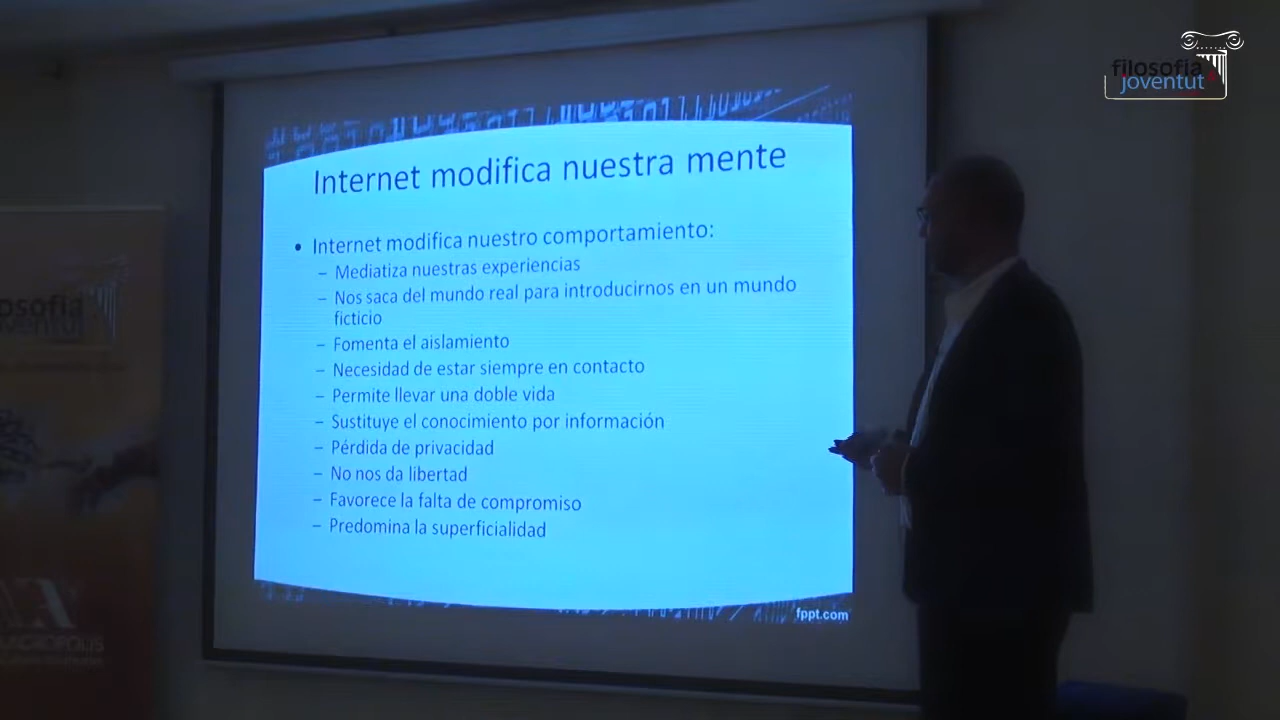 filosofia
joventut
Internet modifica nuestra mente
• Internet modifica nuestro comportamiento:
– Mediatiza nuestras experiencias
– Nos saca del mundo real para introducirnos en un mundo
ficticio
– Fomenta el aislamiento
– Necesidad de estar siempre en contacto
– Permite llevar una doble vida
– Sustituye el conocimiento por información
– Pérdida de privacidad
– No nos da libertad
– Favorece la falta de compromiso
– Predomina la superficialidad
fppt.com